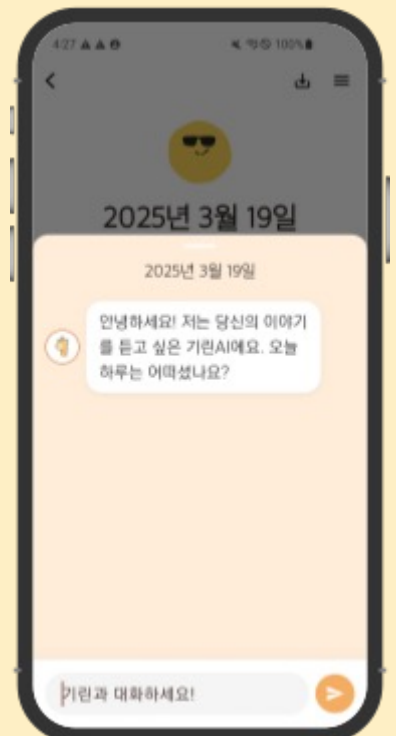 4:27
100%
2025년 3월 19일
2025년 3월 19일
안녕하세요! 저는 당신의 이야기
를 듣고 싶은 기린AI에요. 오늘
하루는 어떠셨나요?
기린과 대화하세요!